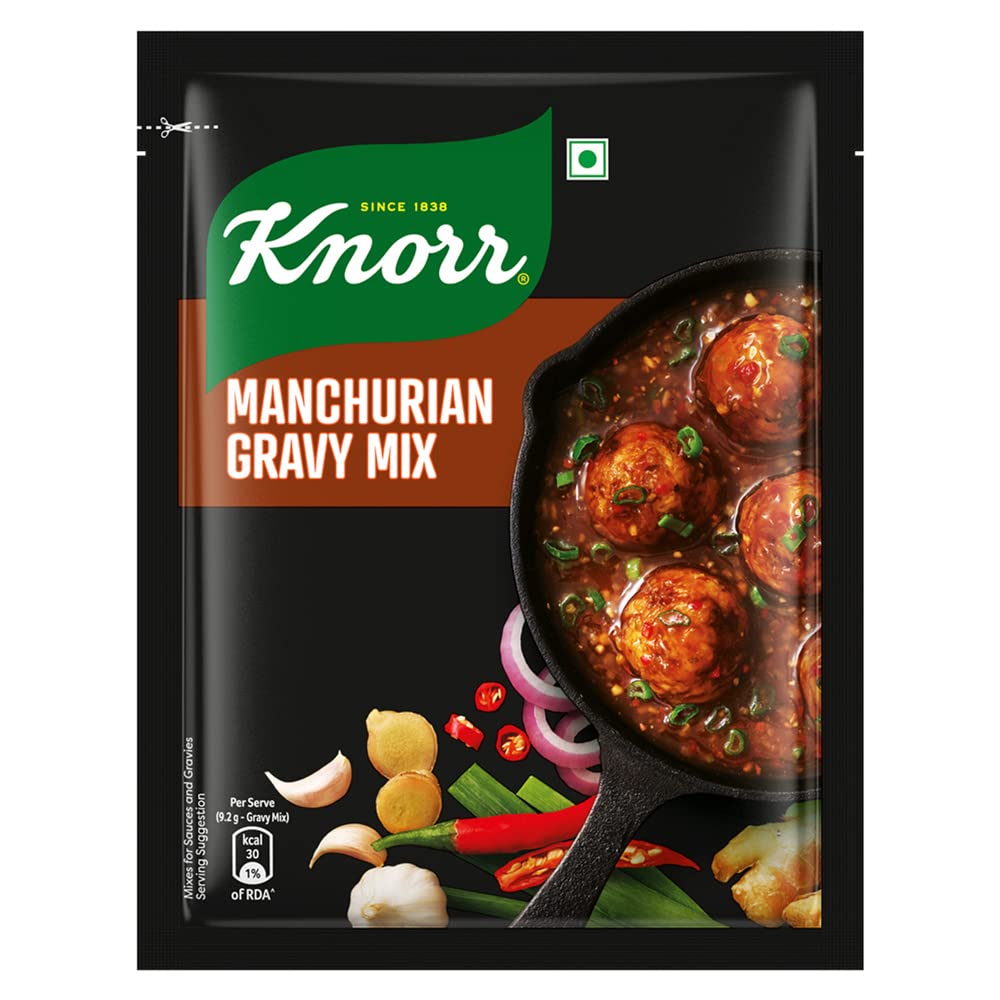 SINCE 1838
Knorr®
MANCHURIAN
GRAVY MIX
Mixes for Sauces and Gravies
Serving Suggestion
Per Serve
(9.2 g - Gravy Mix)
kcal
30
1%
of RDA^